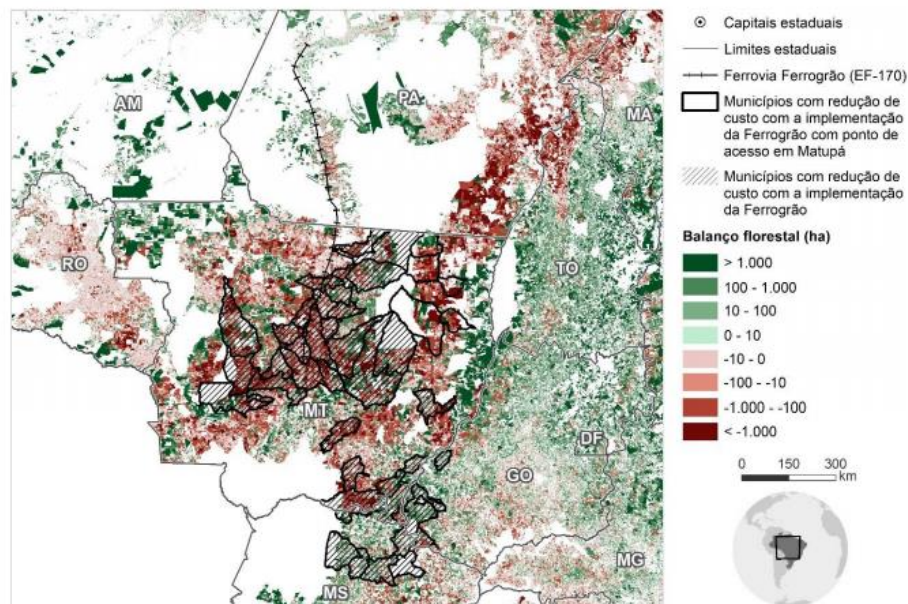 AM
PA
MA
RO
TO
MT
DF
GO
MG
MS
Capitais estaduais
Limites estaduais
Ferrovia Ferrogrão (EF-170)
Municípios com redução de
custo com a implementação
da Ferrogrão com ponto de
acesso em Matupá
Municípios com redução de
custo com a implementação
da Ferrogrão
Balanço florestal (ha)
> 1.000
100 - 1.000
10 - 100
0 - 10
-10 - 0
-100 - -10
-1.000 - -100
< -1.000
0 150 300
km